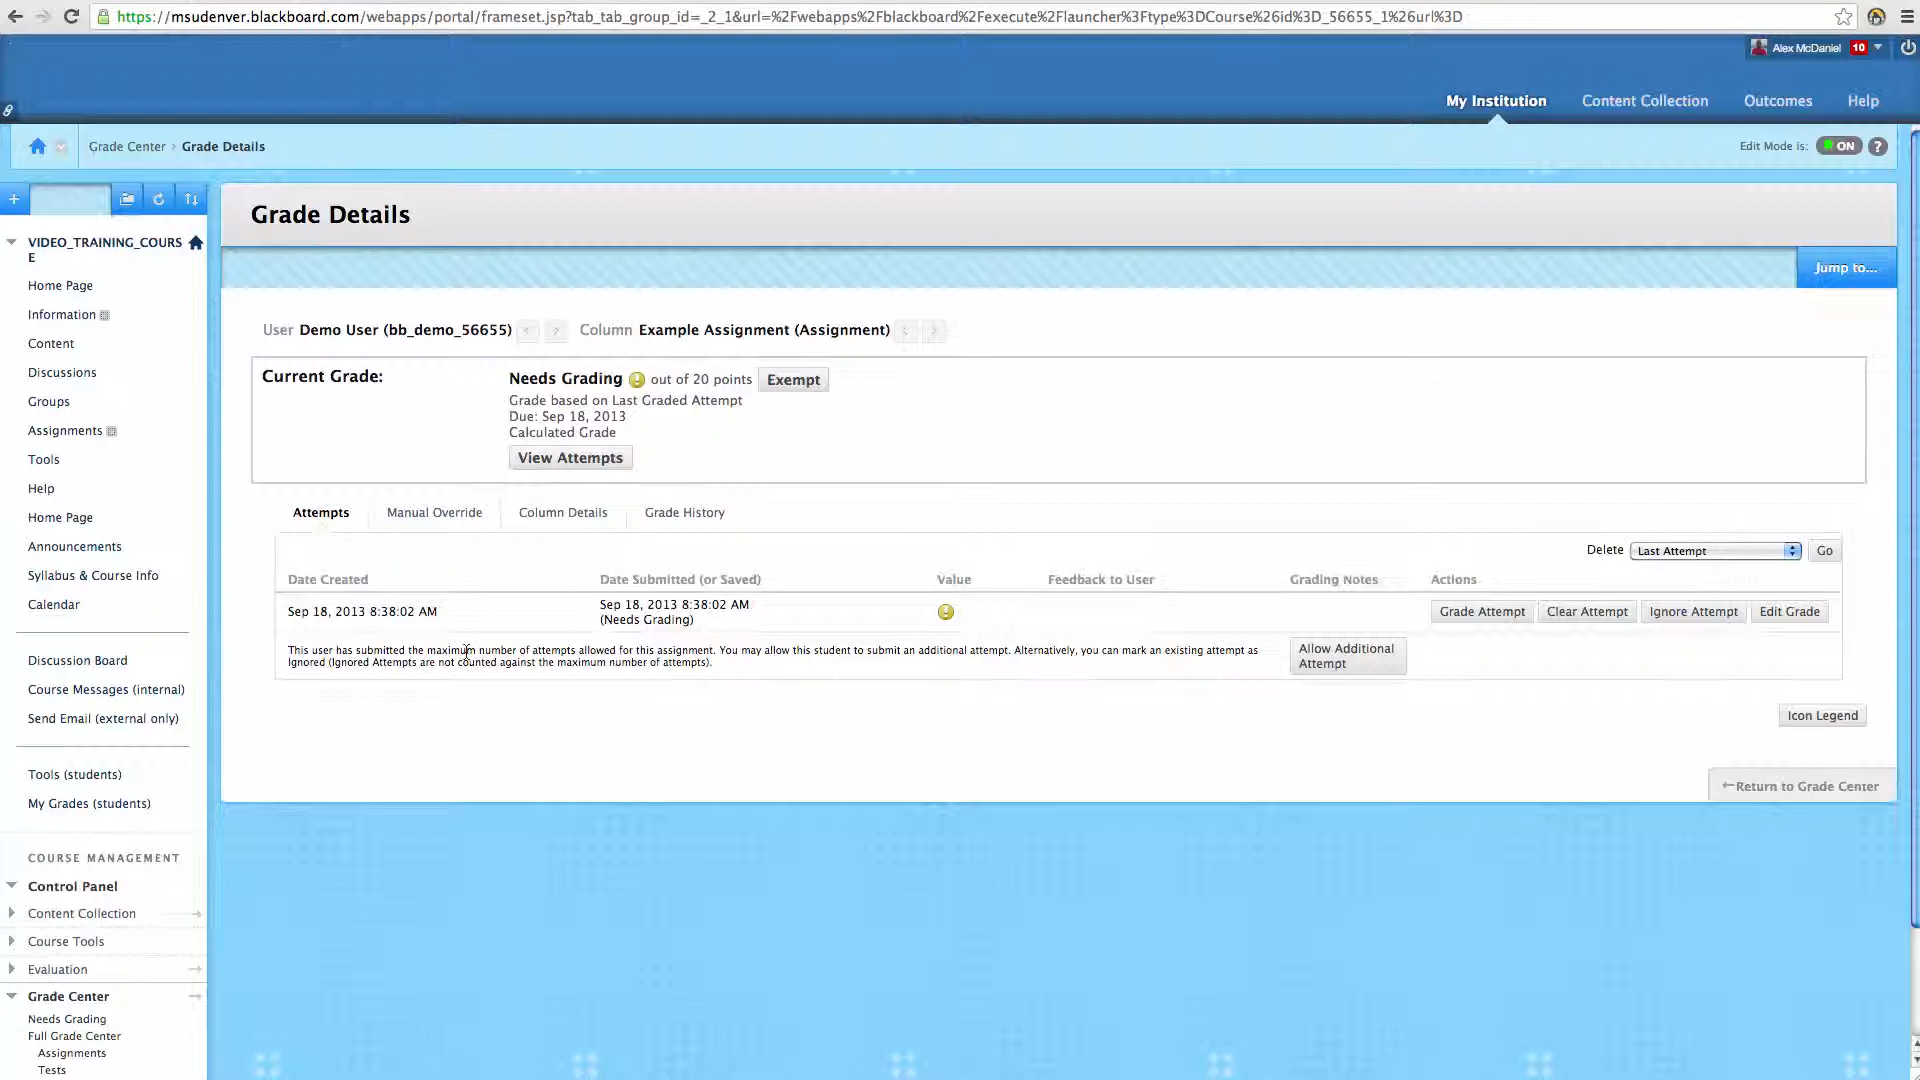 https://msudenver.blackboard.com/webapps/portal/frameset.jsp?tab_tab_group_id=_2_1&url=%2Fwebapps%2Fblackboard%2Fexecute%2Flauncher%3Ftype%3DCourse%26id%3D_56655_1%26url%3D
Alex McDaniel 10
My Institution Content Collection Outcomes Help
Grade Center Grade Details
Edit Mode is: ON ?
Grade Details
Jump to...
VIDEO_TRAINING_COURS
E
Home Page
Information
Content
Discussions
Groups
Assignments
Tools
Help
Home Page
Announcements
Syllabus & Course Info
Calendar
Discussion Board
Course Messages (internal)
Send Email (external only)
Tools (students)
My Grades (students)
COURSE MANAGEMENT
Control Panel
Content Collection
Course Tools
Evaluation
Grade Center
Needs Grading
Full Grade Center
Assignments
Tests
User Demo User (bb_demo_56655) Column Example Assignment (Assignment)
Current Grade:
Needs Grading out of 20 points Exempt
Grade based on Last Graded Attempt
Due: Sep 18, 2013
Calculated Grade
View Attempts
Attempts Manual Override Column Details Grade History
Delete Last Attempt Go
Date Created Date Submitted (or Saved) Value Feedback to User Grading Notes Actions
Sep 18, 2013 8:38:02 AM
Sep 18, 2013 8:38:02 AM
(Needs Grading)
Grade Attempt Clear Attempt Ignore Attempt Edit Grade
This user has submitted the maximum number of attempts allowed for this assignment. You may allow this student to submit an additional attempt. Alternatively, you can mark an existing attempt as
Ignored (Ignored Attempts are not counted against the maximum number of attempts).
Allow Additional
Attempt
Icon Legend
←Return to Grade Center